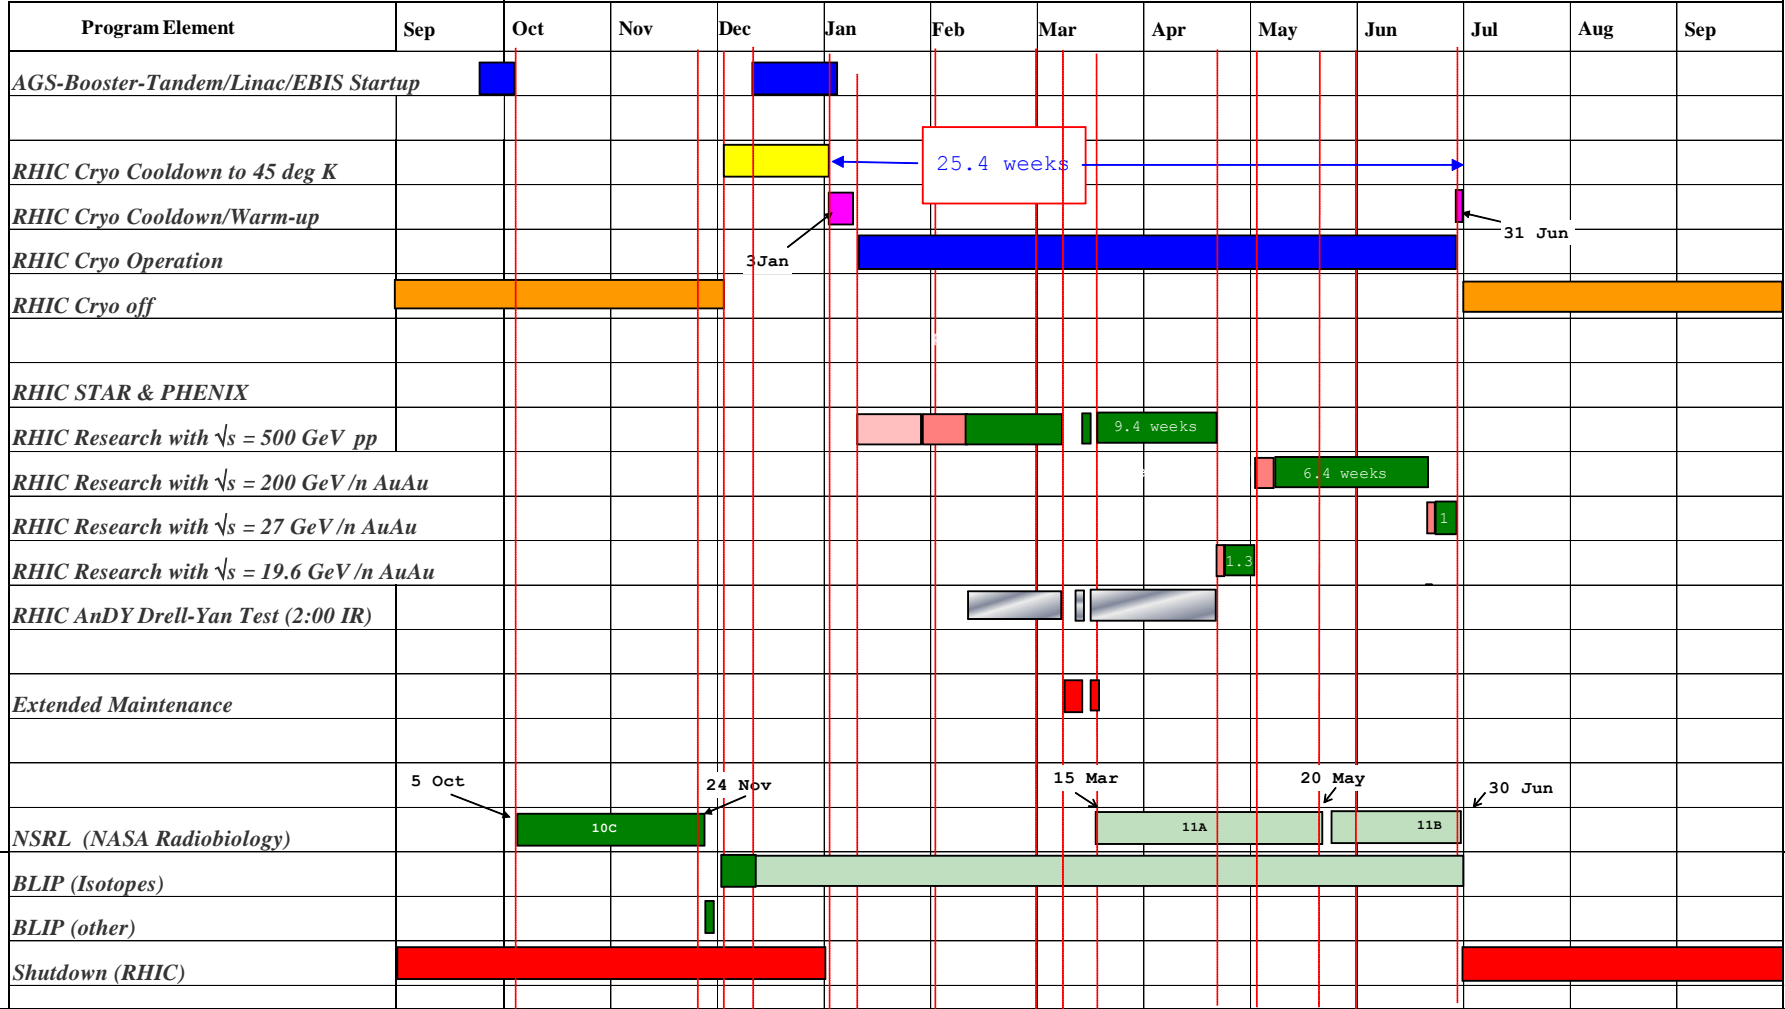 Program Element Sep Oct Nov Dec Jan Feb Mar Apr May Jun Jul Aug Sep
AGS-Booster-Tandem/Linac/EBIS Startup
RHIC Cryo Cooldown to 45 deg K 25.4 weeks
RHIC Cryo Cooldown/Warm-up
31 Jun
RHIC Cryo Operation 3Jan
RHIC Cryo off
RHIC STAR & PHENIX
RHIC Research with √s = 500 GeV pp 9.4 weeks
RHIC Research with √s = 200 GeV /n AuAu 6.4 weeks
RHIC Research with √s = 27 GeV /n AuAu 1
RHIC Research with √s = 19.6 GeV /n AuAu 1.3
RHIC AnDY Drell-Yan Test (2:00 IR)
Extended Maintenance
5 Oct 24 Nov 15 Mar 20 May 30 Jun
NSRL (NASA Radiobiology) 10C 11A 11B
BLIP (Isotopes)
BLIP (other)
Shutdown (RHIC)